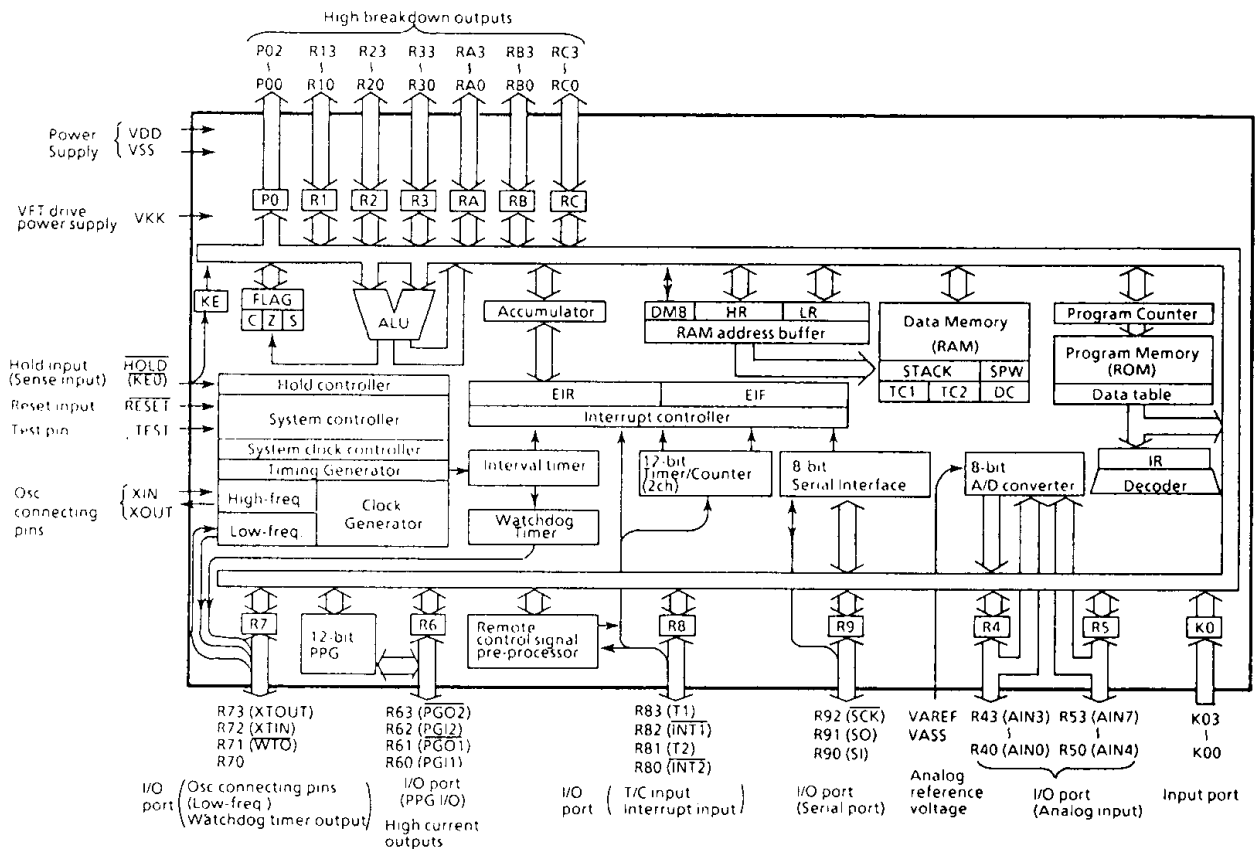 High breakdown outputs
P02 R13 R23 R33 RA3 RB3 RC3
P00 R10 R20 R30 RA0 RB0 RC0
Power Supply { VDD
VSS
P0 R1 R2 R3 RA RB RC
VFT drive power supply VKK
KE
FLAG
C Z S
ALU
Accumulator
DMB HR LR
RAM address buffer
Data Memory
(RAM)
STACK SPW
TC1 TC2 DC
Program Counter
Program Memory
(ROM)
Data table
Hold input
(Sense input)
HOLD
(KE0)
Reset input RESET
Test pin TEST
Hold controller
System controller
System clock controller
Timing Generator
High-freq
Low-freq.
Clock
Generator
EIR EIF
Interrupt controller
Interval timer
Watchdog
Timer
12-bit
Timer/Counter
(2ch)
8 bit
Serial Interface
8-bit
A/D converter
IR
Decoder
Osc
connecting
pins
XIN
XOUT
R7
12-bit
PPG
R6
Remote
control signal
pre-processor
R8 R9 R4 R5 K0
R73 (XTOUT)
R72 (XTIN)
R71 (WTO)
R70
R63 (PGO2)
R62 (PGI2)
R61 (PGO1)
R60 (PGI1)
R83 (T1)
R82 (INT1)
R81 (T2)
R80 (INT2)
R92 (SCK)
R91 (SO)
R90 (SI)
VAREF
VASS
R43 (AIN3)
R40 (AIN0)
R53 (AIN7)
R50 (AIN4)
K03
K00
I/O
port
(Osc connecting pins
(Low-freq)
Watchdog timer output)
I/O port
(PPG I/O)
High current
outputs
I/O
port
(T/C input
Interrupt input)
I/O port
(Serial port)
Analog
reference
voltage
I/O port
(Analog input)
Input port